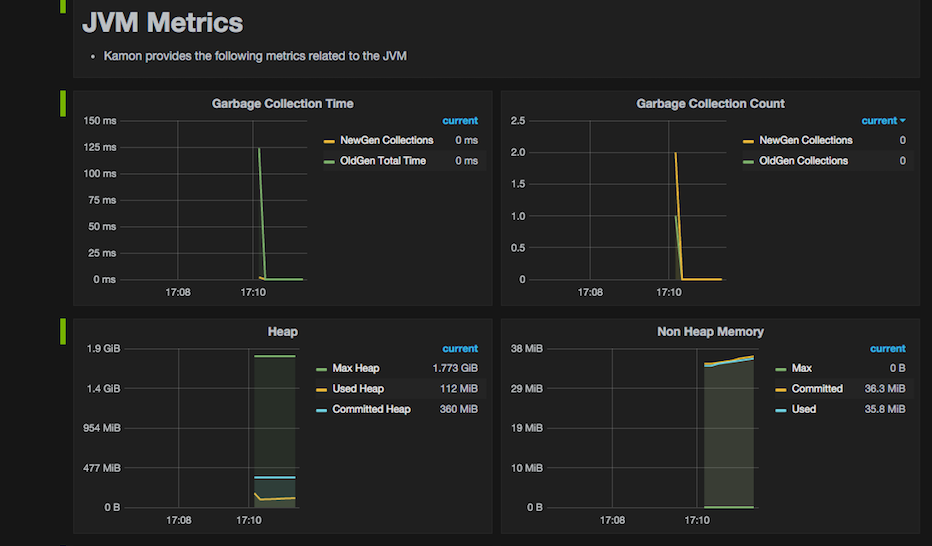 JVM Metrics
• Kamon provides the following metrics related to the JVM
Garbage Collection Time
current
150 ms
125 ms
100 ms
75 ms
50 ms
25 ms
0 ms
17:08
17:10
NewGen Collections 0 ms
OldGen Total Time 0 ms
Garbage Collection Count
current
2.5
2.0
1.5
1.0
0.5
0
17:08
17:10
NewGen Collections 0
OldGen Collections 0
Heap
current
1.9 GiB
1.4 GiB
954 MiB
477 MiB
0 B
17:08
17:10
Max Heap 1.773 GiB
Used Heap 112 MiB
Committed Heap 360 MiB
Non Heap Memory
current
38 MiB
29 MiB
19 MiB
10 MiB
0 B
17:08
17:10
Max 0 B
Committed 36.3 MiB
Used 35.8 MiB